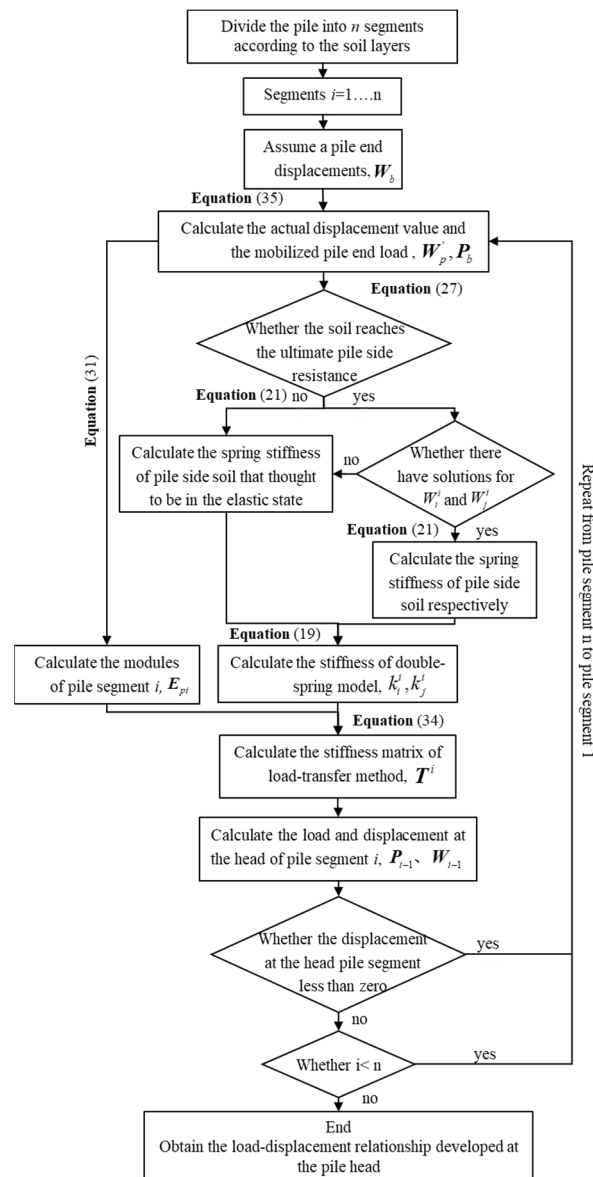 Divide the pile into n segments
according to the soil layers
Segments i=1….n
Assume a pile end
displacements, W_b
Equation (35)
Calculate the actual displacement value and
the mobilized pile end load , W_p^', P_b
Equation (27)
Whether the soil reaches
the ultimate pile side
resistance
Equation (31)
Equation (21) no yes
Calculate the spring stiffness
of pile side soil that thought
to be in the elastic state
no
Whether there
have solutions for
W_i^i and W_j^i
Equation (21) yes
Calculate the spring
stiffness of pile side
soil respectively
Equation (19)
Calculate the modules
of pile segment i, E_pi
Calculate the stiffness of double-
spring model, k_i^i, k_j^i
Equation (34)
Calculate the stiffness matrix of
load-transfer method, T^i
Calculate the load and displacement at
the head of pile segment i, P_i−1、 W_i−1
Whether the displacement
at the head pile segment
less than zero
yes
no
Whether i< n
yes
no
Repeat from pile segment n to pile segment 1
End
Obtain the load-displacement relationship developed at
the pile head